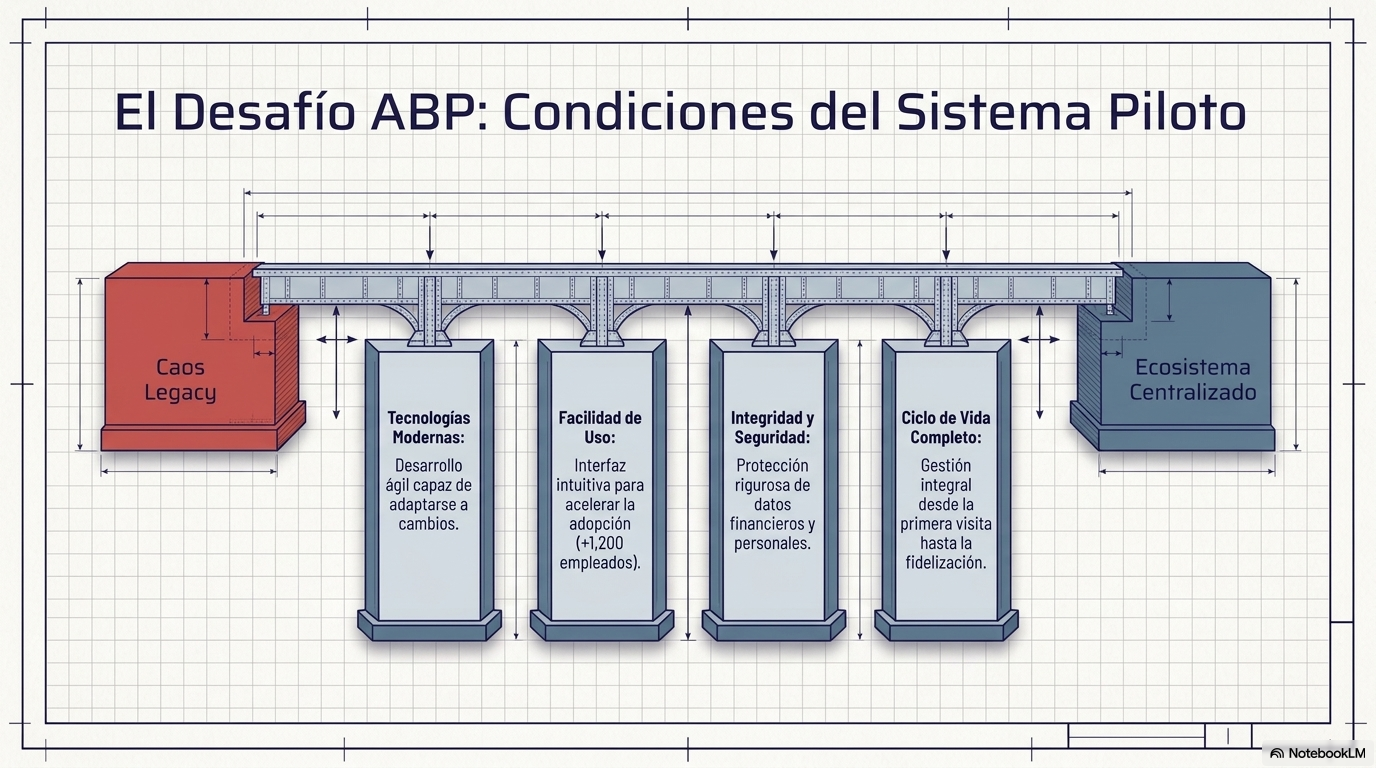 El Desafío ABP: Condiciones del Sistema Piloto
Caos
Legacy
Tecnologías
Modernas:
Desarrollo
ágil capaz de
adaptarse a
cambios.
Facilidad de
Uso:
Interfaz
intuitiva para
acelerar la
adopción
(+1,200
empleados).
Integridad y
Seguridad:
Protección
rigurosa de
datos
financieros y
personales.
Ciclo de Vida
Completo:
Gestión
integral
desde la
primera visita
hasta la
fidelización.
Ecosistema
Centralizado
NotebookLM